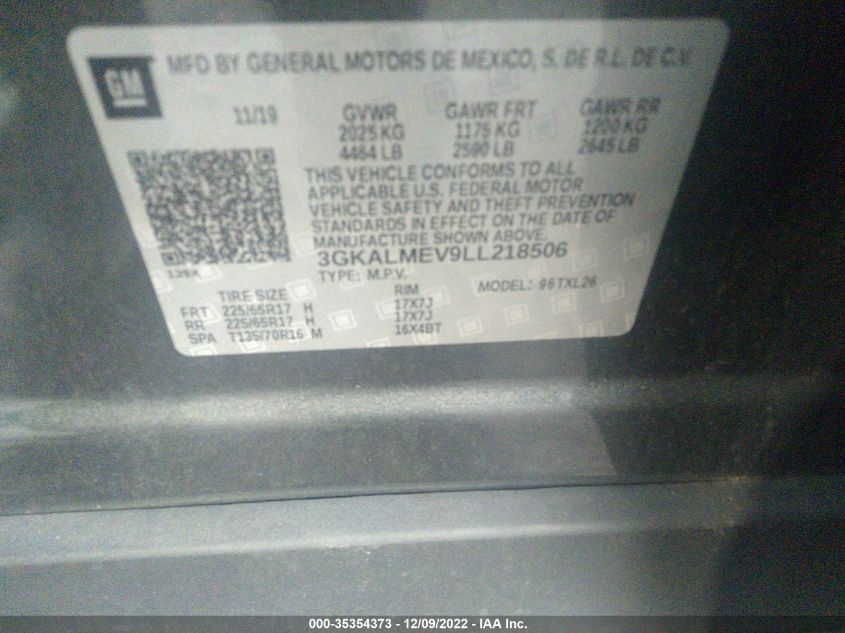 GM
MFD BY GENERAL MOTORS DE MEXICO, S. DE R.L. DE C.V.
11/19 GVWR GAWR FRT GAWR RR
2025 KG 1175 KG 1200 KG
4464 LB 2590 LB 2645 LB
THIS VEHICLE CONFORMS TO ALL
APPLICABLE U.S. FEDERAL MOTOR
VEHICLE SAFETY AND THEFT PREVENTION
STANDARDS IN EFFECT ON THE DATE OF
MANUFACTURE SHOWN ABOVE.
139X 3GKALMEV9LL218506
TYPE: M.P.V. MODEL: 96TXL26
TIRE SIZE RIM
FRT 225/65R17 H 17X7J
RR 225/65R17 H 17X7J
SPA T135/70R16 M 16X4BT
000-35354373 - 12/09/2022 - IAA Inc.